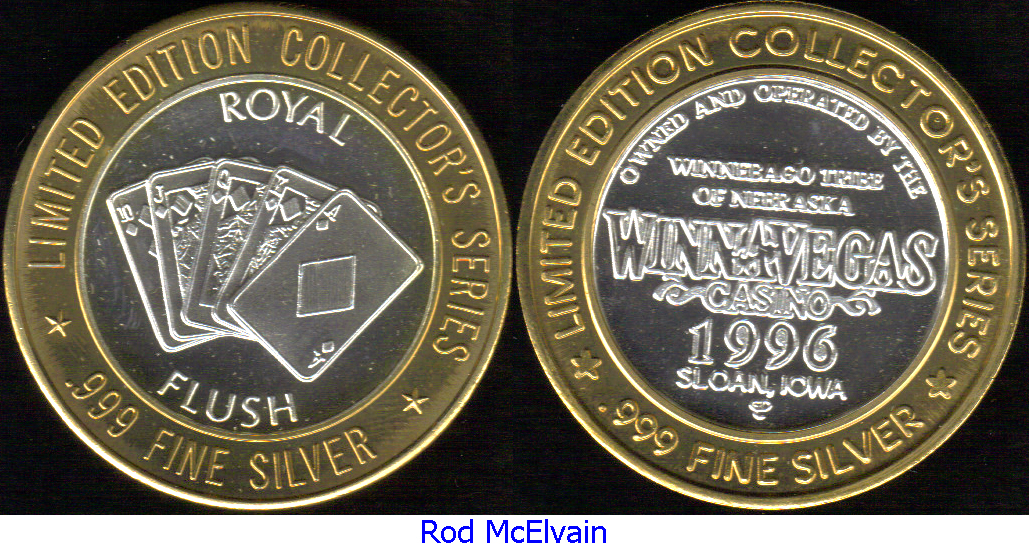 LIMITED EDITION COLLECTOR'S SERIES
ROYAL
10
J
Q
K
A
A
FLUSH
.999 FINE SILVER
LIMITED EDITION COLLECTOR'S SERIES
OWNED AND OPERATED BY THE
WINNEBAGO TRIBE
OF NEBRASKA
WINNAVEGAS
CASINO
1996
SLOAN, IOWA
.999 FINE SILVER
Rod McElvain